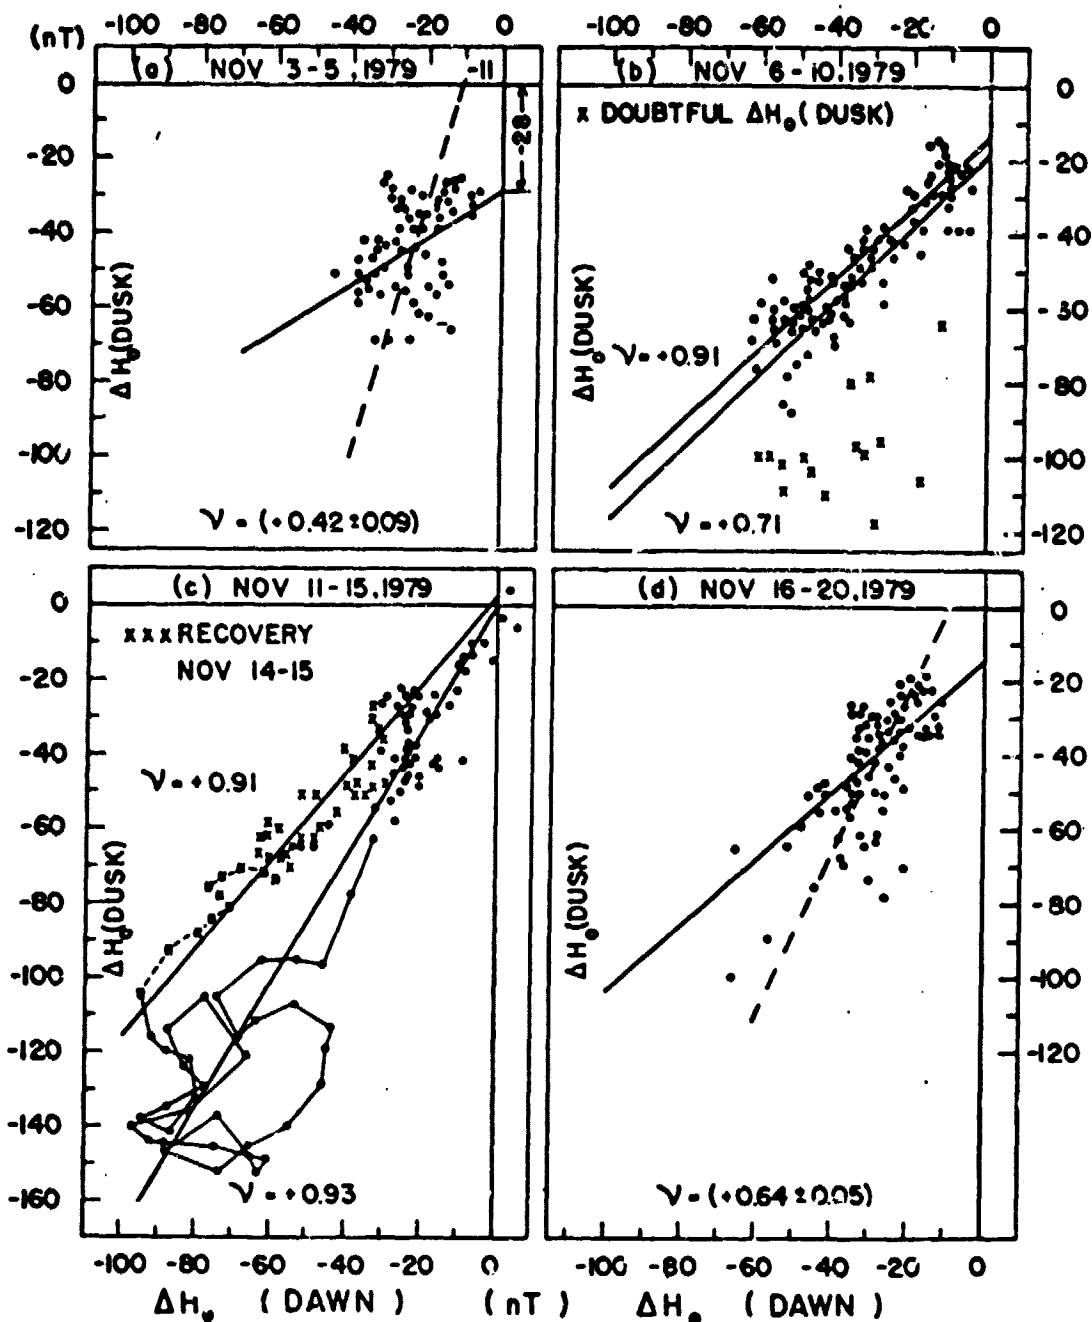 -100 -80 -60 -40 -20 0 -100 -80 -60 -40 -20 0
(nT)
(a) NOV 3-5, 1979 -11
(b) NOV 6-10, 1979
x DOUBTFUL ΔH₀(DUSK)
-28
0
-20
-40
-60
-80
-100
-120
ΔH₀(DUSK)
ν = (+0.42±0.09)
ΔH₀(DUSK)
ν = +0.91
ν = +0.71
0
-20
-40
-60
-80
-100
-120
(c) NOV 11-15, 1979
xxx RECOVERY
NOV 14-15
ν = +0.91
ν = +0.93
0
-20
-40
-60
-80
-100
-120
-140
-160
ΔH₀(DUSK)
(d) NOV 16-20, 1979
ΔH₀(DUSK)
ν = (+0.64±0.05)
0
-20
-40
-60
-80
-100
-120
-100 -80 -60 -40 -20 0 -100 -80 -60 -40 -20 0
ΔH₀ (DAWN) (nT) ΔH₀ (DAWN)